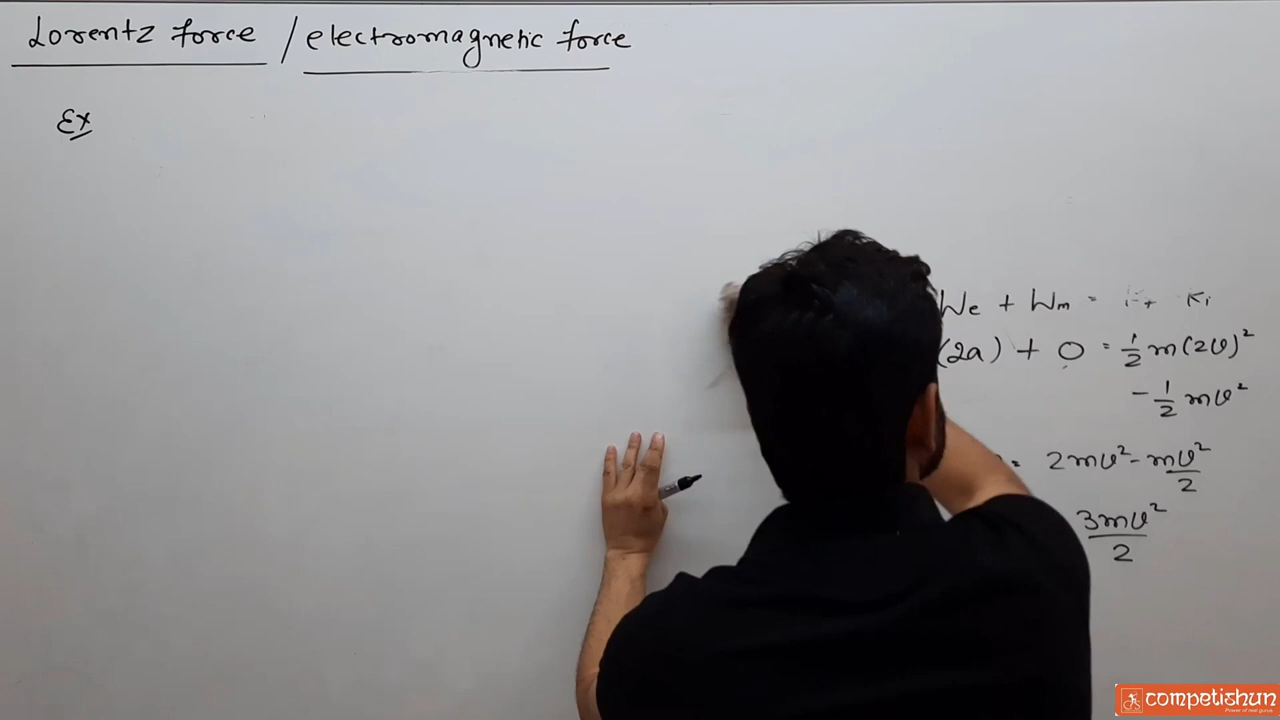 Lorentz force / electromagnetic force
Ex
We + Wm = Ki
(2a) + 0 = 1/2 m(2v)²
- 1/2 mv²
= 2mv² - mv²/2
3mv²/2
competishun